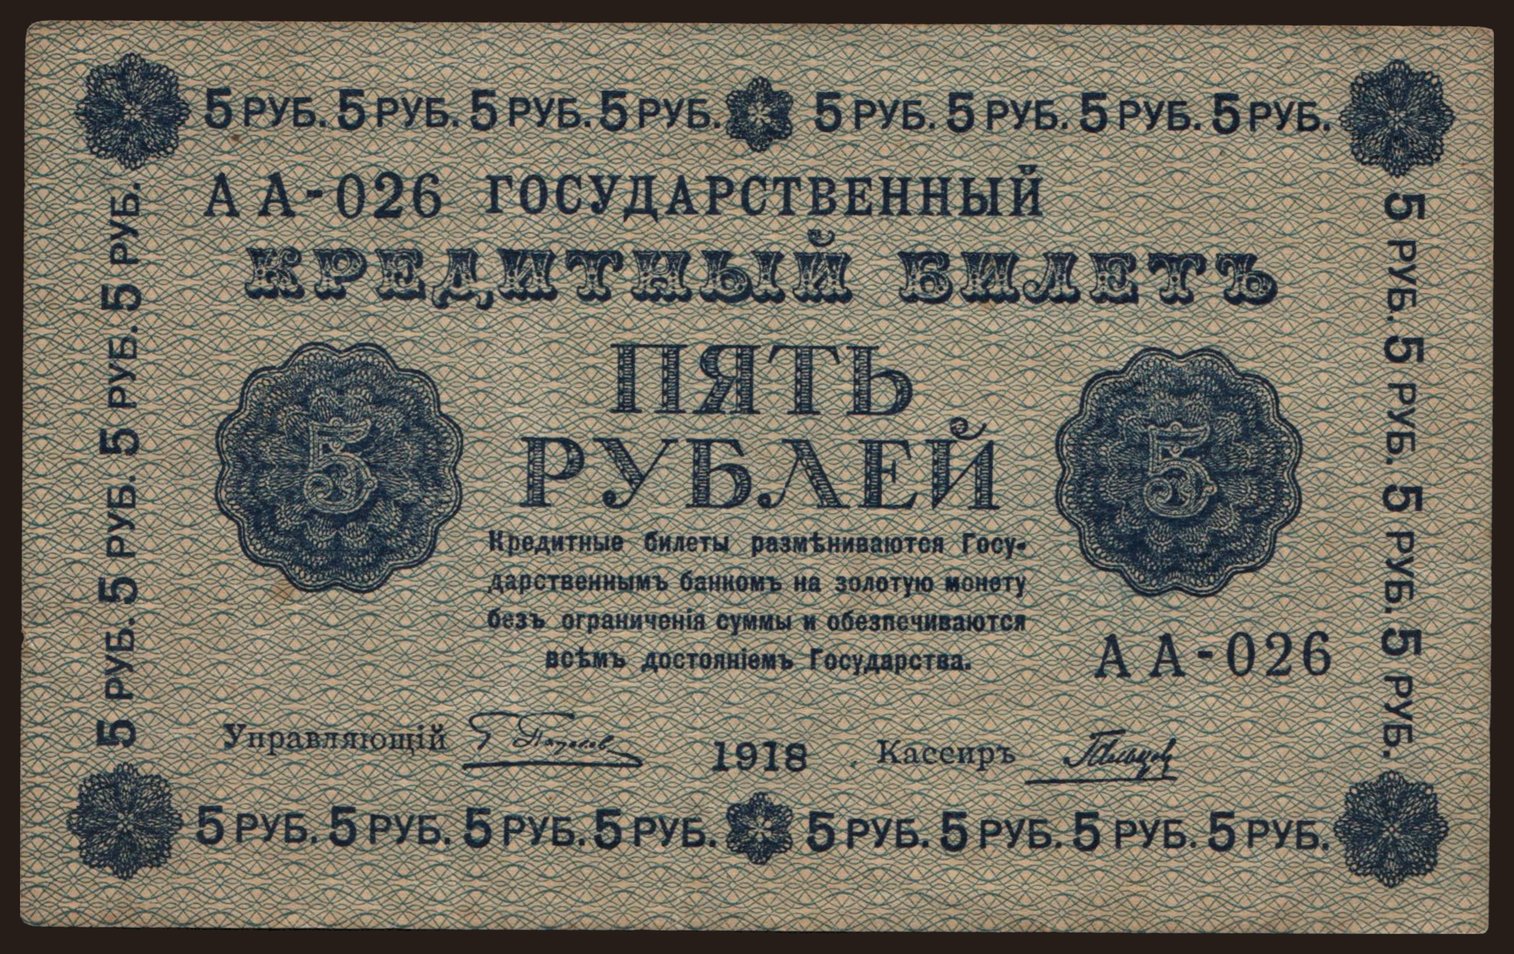 5 РУБ. 5 РУБ. 5 РУБ. 5 РУБ. 5 РУБ. 5 РУБ. 5 РУБ. 5 РУБ.
АА-026 ГОСУДАРСТВЕННЫЙ
КРЕДИТНЫЙ БИЛЕТЪ
ПЯТЬ
РУБЛЕЙ
5
5
Кредитные билеты размѣниваются Госу-
дарственнымъ банкомъ на золотую монету
безъ ограниченія суммы и обезпечиваются
всѣмъ достояніемъ Государства.
АА-026
Управляющій
1918
Кассиръ
5 РУБ. 5 РУБ. 5 РУБ. 5 РУБ.
5 РУБ. 5 РУБ. 5 РУБ. 5 РУБ.
5 РУБ. 5 РУБ. 5 РУБ. 5 РУБ. 5 РУБ. 5 РУБ. 5 РУБ. 5 РУБ.